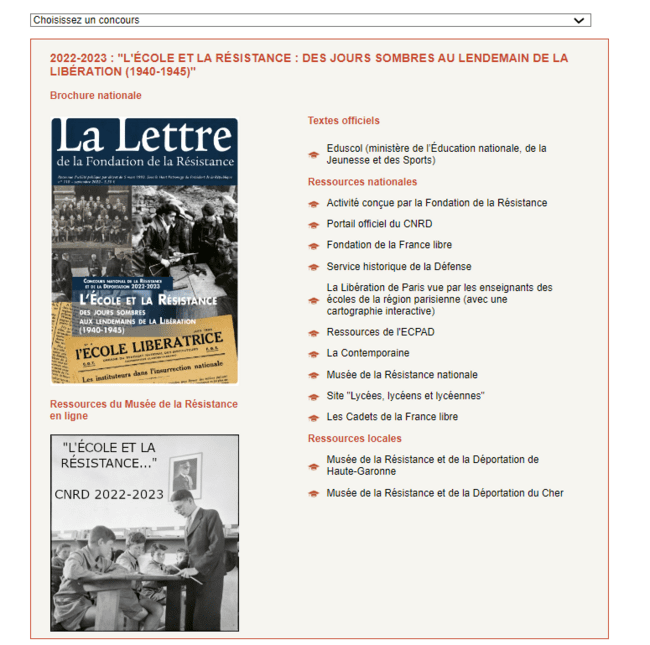 Choisissez un concours
2022-2023 : "L'ÉCOLE ET LA RÉSISTANCE : DES JOURS SOMBRES AU LENDEMAIN DE LA
LIBÉRATION (1940-1945)"
Brochure nationale
La Lettre
de la Fondation de la Résistance
Concours national de la Résistance
et de la Déportation 2022-2023
L'École et la Résistance
des jours sombres
aux lendemains de la Libération
(1940-1945)
l'ECOLE LIBERATRICE
Les instituteurs dans l'insurrection nationale
Ressources du Musée de la Résistance
en ligne
"L'ÉCOLE ET LA
RÉSISTANCE..."
CNRD 2022-2023
Textes officiels
Eduscol (ministère de l'Éducation nationale, de la
Jeunesse et des Sports)
Ressources nationales
Activité conçue par la Fondation de la Résistance
Portail officiel du CNRD
Fondation de la France libre
Service historique de la Défense
La Libération de Paris vue par les enseignants des
écoles de la région parisienne (avec une
cartographie interactive)
Ressources de l'ECPAD
La Contemporaine
Musée de la Résistance nationale
Site "Lycées, lycéens et lycéennes"
Les Cadets de la France libre
Ressources locales
Musée de la Résistance et de la Déportation de
Haute-Garonne
Musée de la Résistance et de la Déportation du Cher